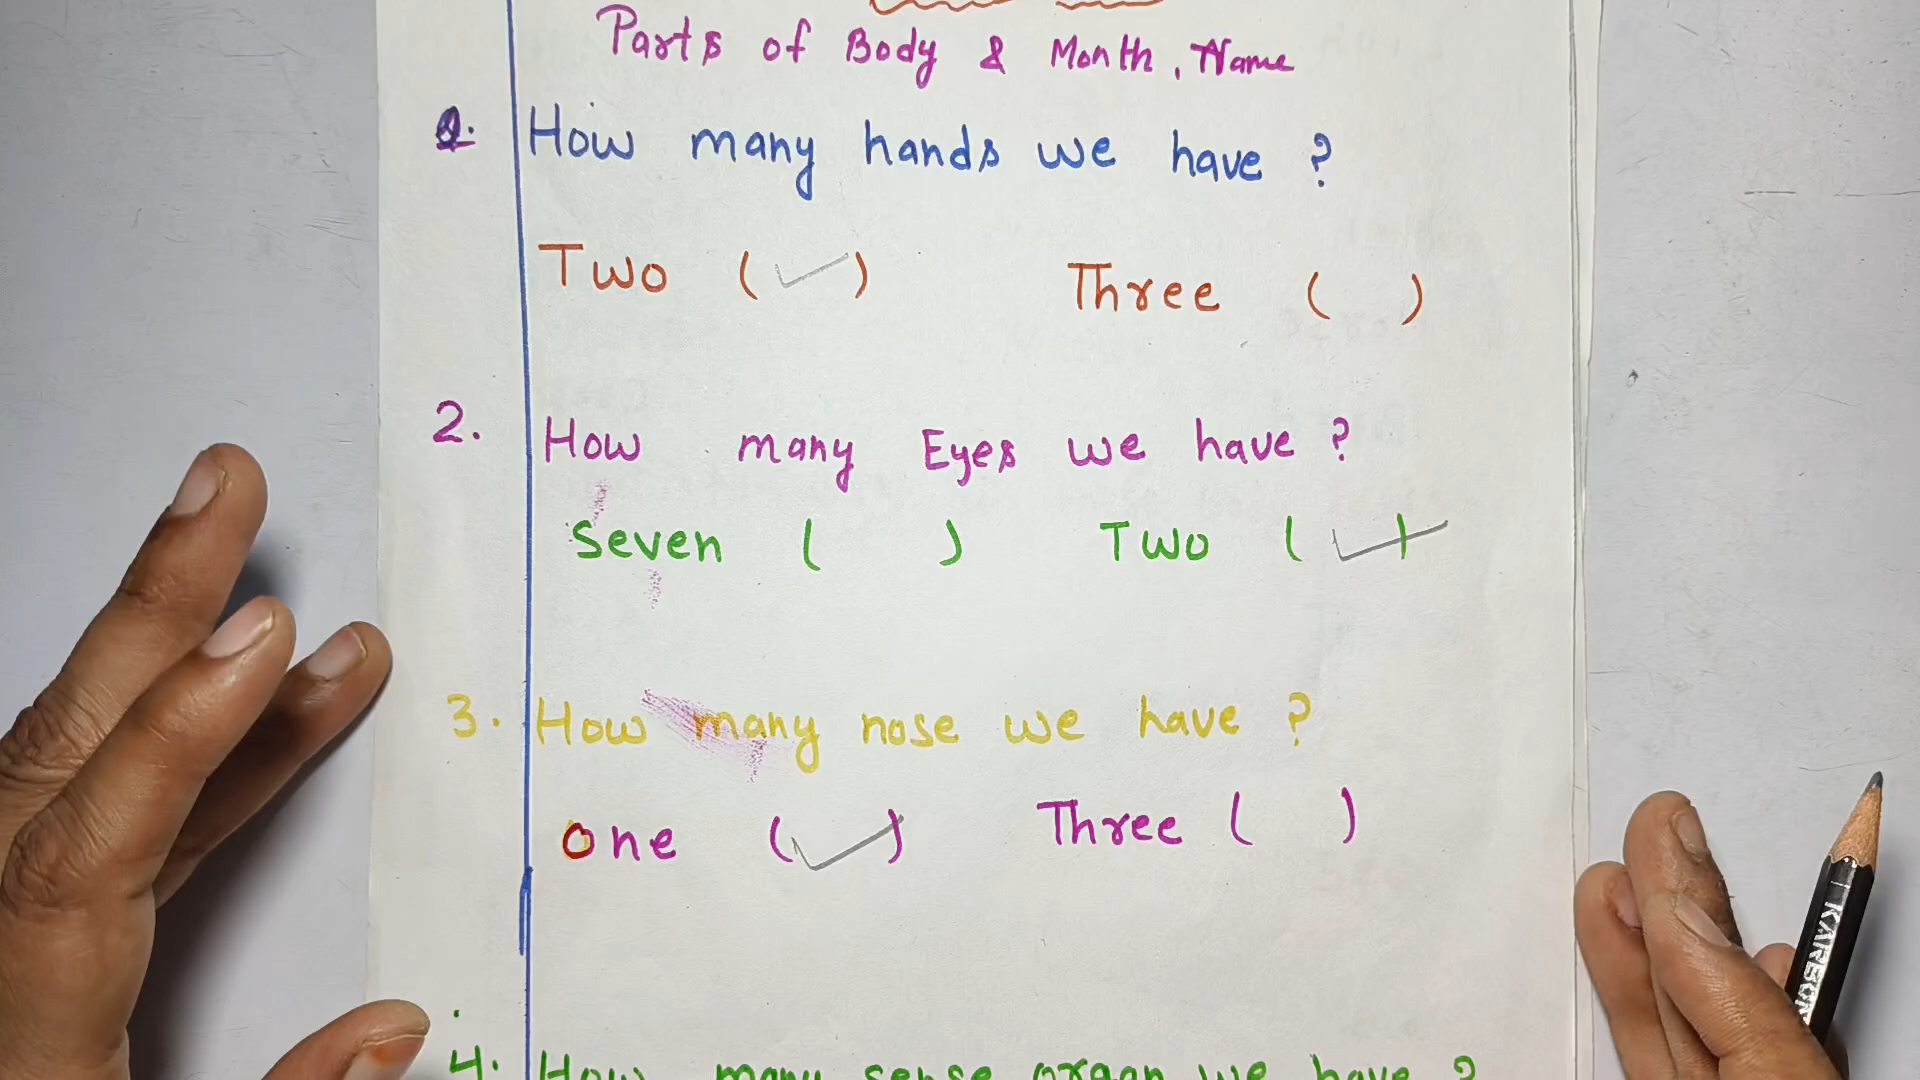 Parts of Body & Month, Name
Q. How many hands we have ?
Two ( ✓ ) Three ( )
2. How many Eyes we have ?
Seven ( ) Two ( ✓ )
3. How many nose we have ?
One ( ✓ ) Three ( )
4. How many sense organ we have ?
KARBON